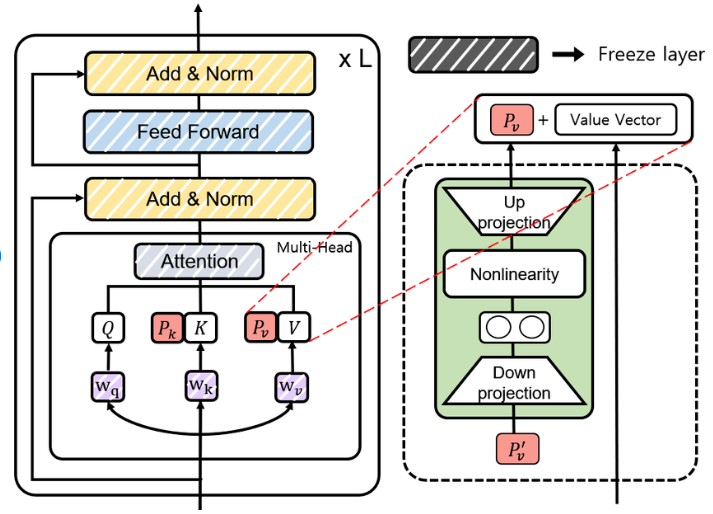 x L
Add & Norm
Feed Forward
Add & Norm
Multi-Head
Attention
Q
P_k
K
P_v
V
w_q
w_k
w_v
Freeze layer
P_v + Value Vector
Up
projection
Nonlinearity
Down
projection
P'_v